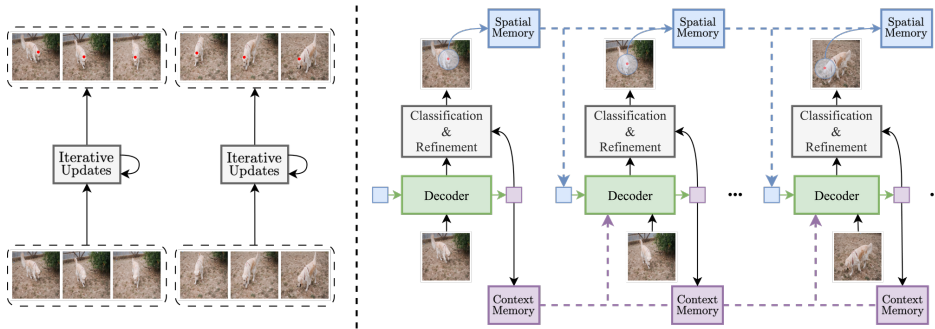 Iterative
Updates
Iterative
Updates
Spatial
Memory
Spatial
Memory
Spatial
Memory
Classification
&
Refinement
Classification
&
Refinement
Classification
&
Refinement
Decoder
Decoder
...
Decoder
Context
Memory
Context
Memory
Context
Memory